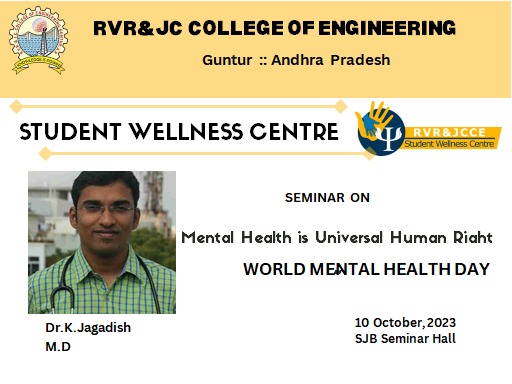 RVR&JC COLLEGE OF ENGINEERING
Guntur :: Andhra Pradesh
STUDENT WELLNESS CENTRE
RVR&JCCE
Student Wellness Centre
SEMINAR ON
Mental Health is Universal Human Riaht
WORLD MENTAL HEALTH DAY
Dr.K.Jagadish
M.D
10 October,2023
SJB Seminar Hall